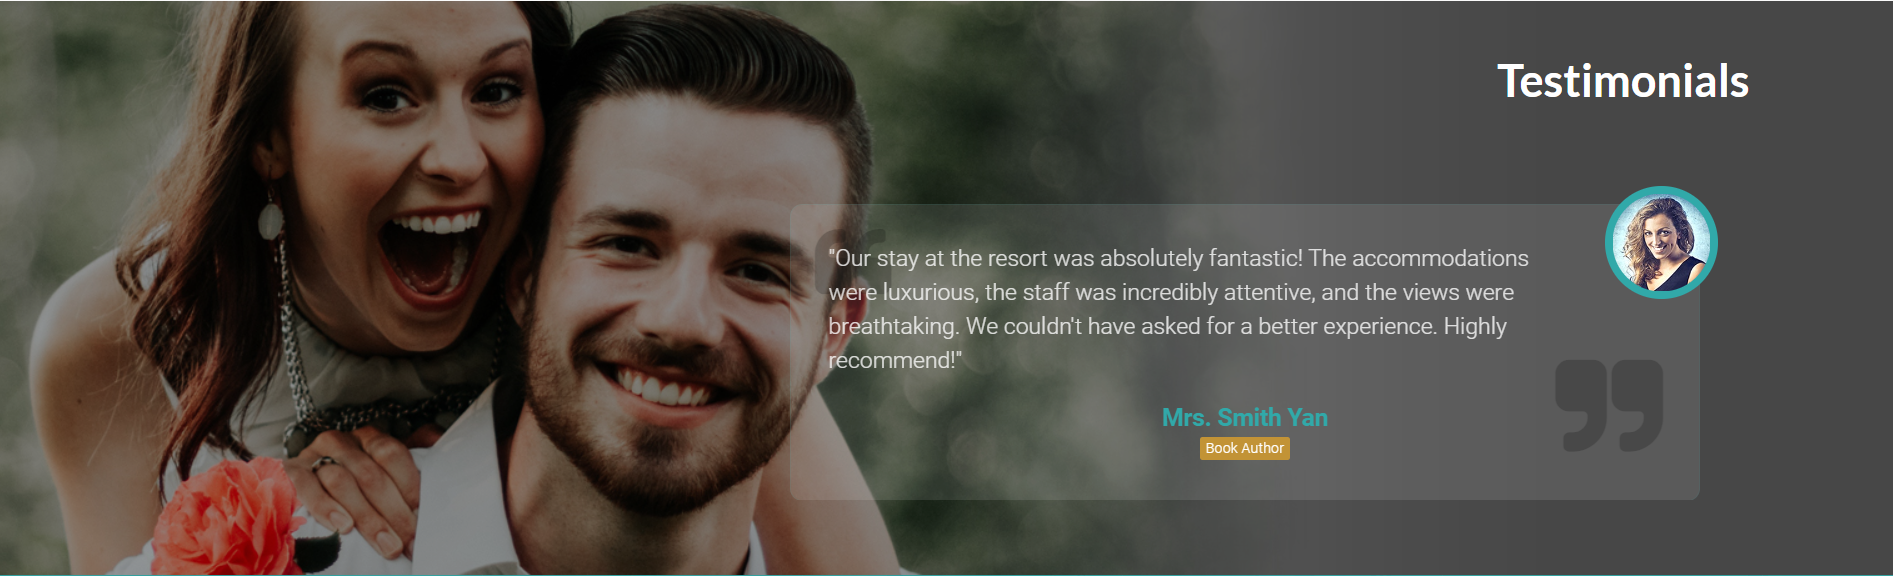 Testimonials
"Our stay at the resort was absolutely fantastic! The accommodations
were luxurious, the staff was incredibly attentive, and the views were
breathtaking. We couldn't have asked for a better experience. Highly
recommend!"
Mrs. Smith Yan
Book Author